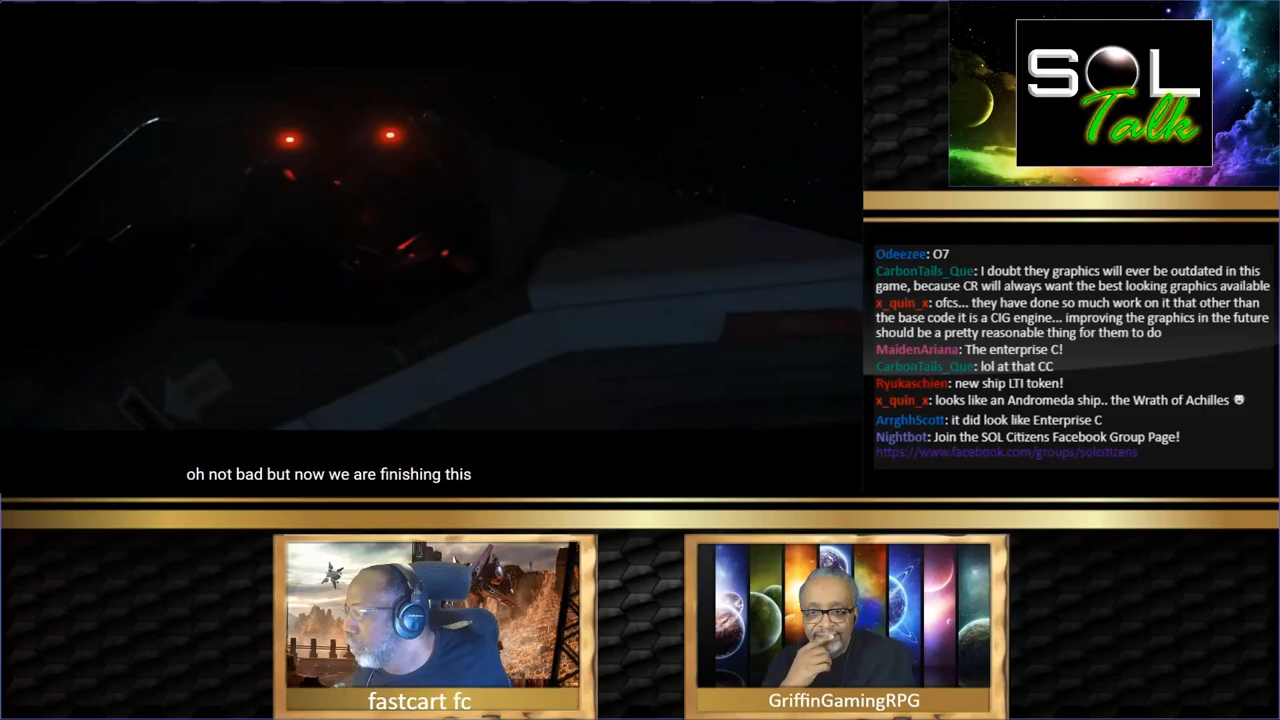 SOL
Talk
Odeezee: O7
CarbonTails_Que: I doubt they graphics will ever be outdated in this
game, because CR will always want the best looking graphics available
x_quin_x: ofcs... they have done so much work on it that other than
the base code it is a CIG engine... improving the graphics in the future
should be a pretty reasonable thing for them to do
MaidenAriana: The enterprise C!
CarbonTails_Que: lol at that CC
Ryukaschien: new ship LTI token!
x_quin_x: looks like an Andromeda ship.. the Wrath of Achilles
ArrghhScott: it did look like Enterprise C
Nightbot: Join the SOL Citizens Facebook Group Page!
https://www.facebook.com/groups/solcitizens
oh not bad but now we are finishing this
fastcart fc
GriffinGamingRPG